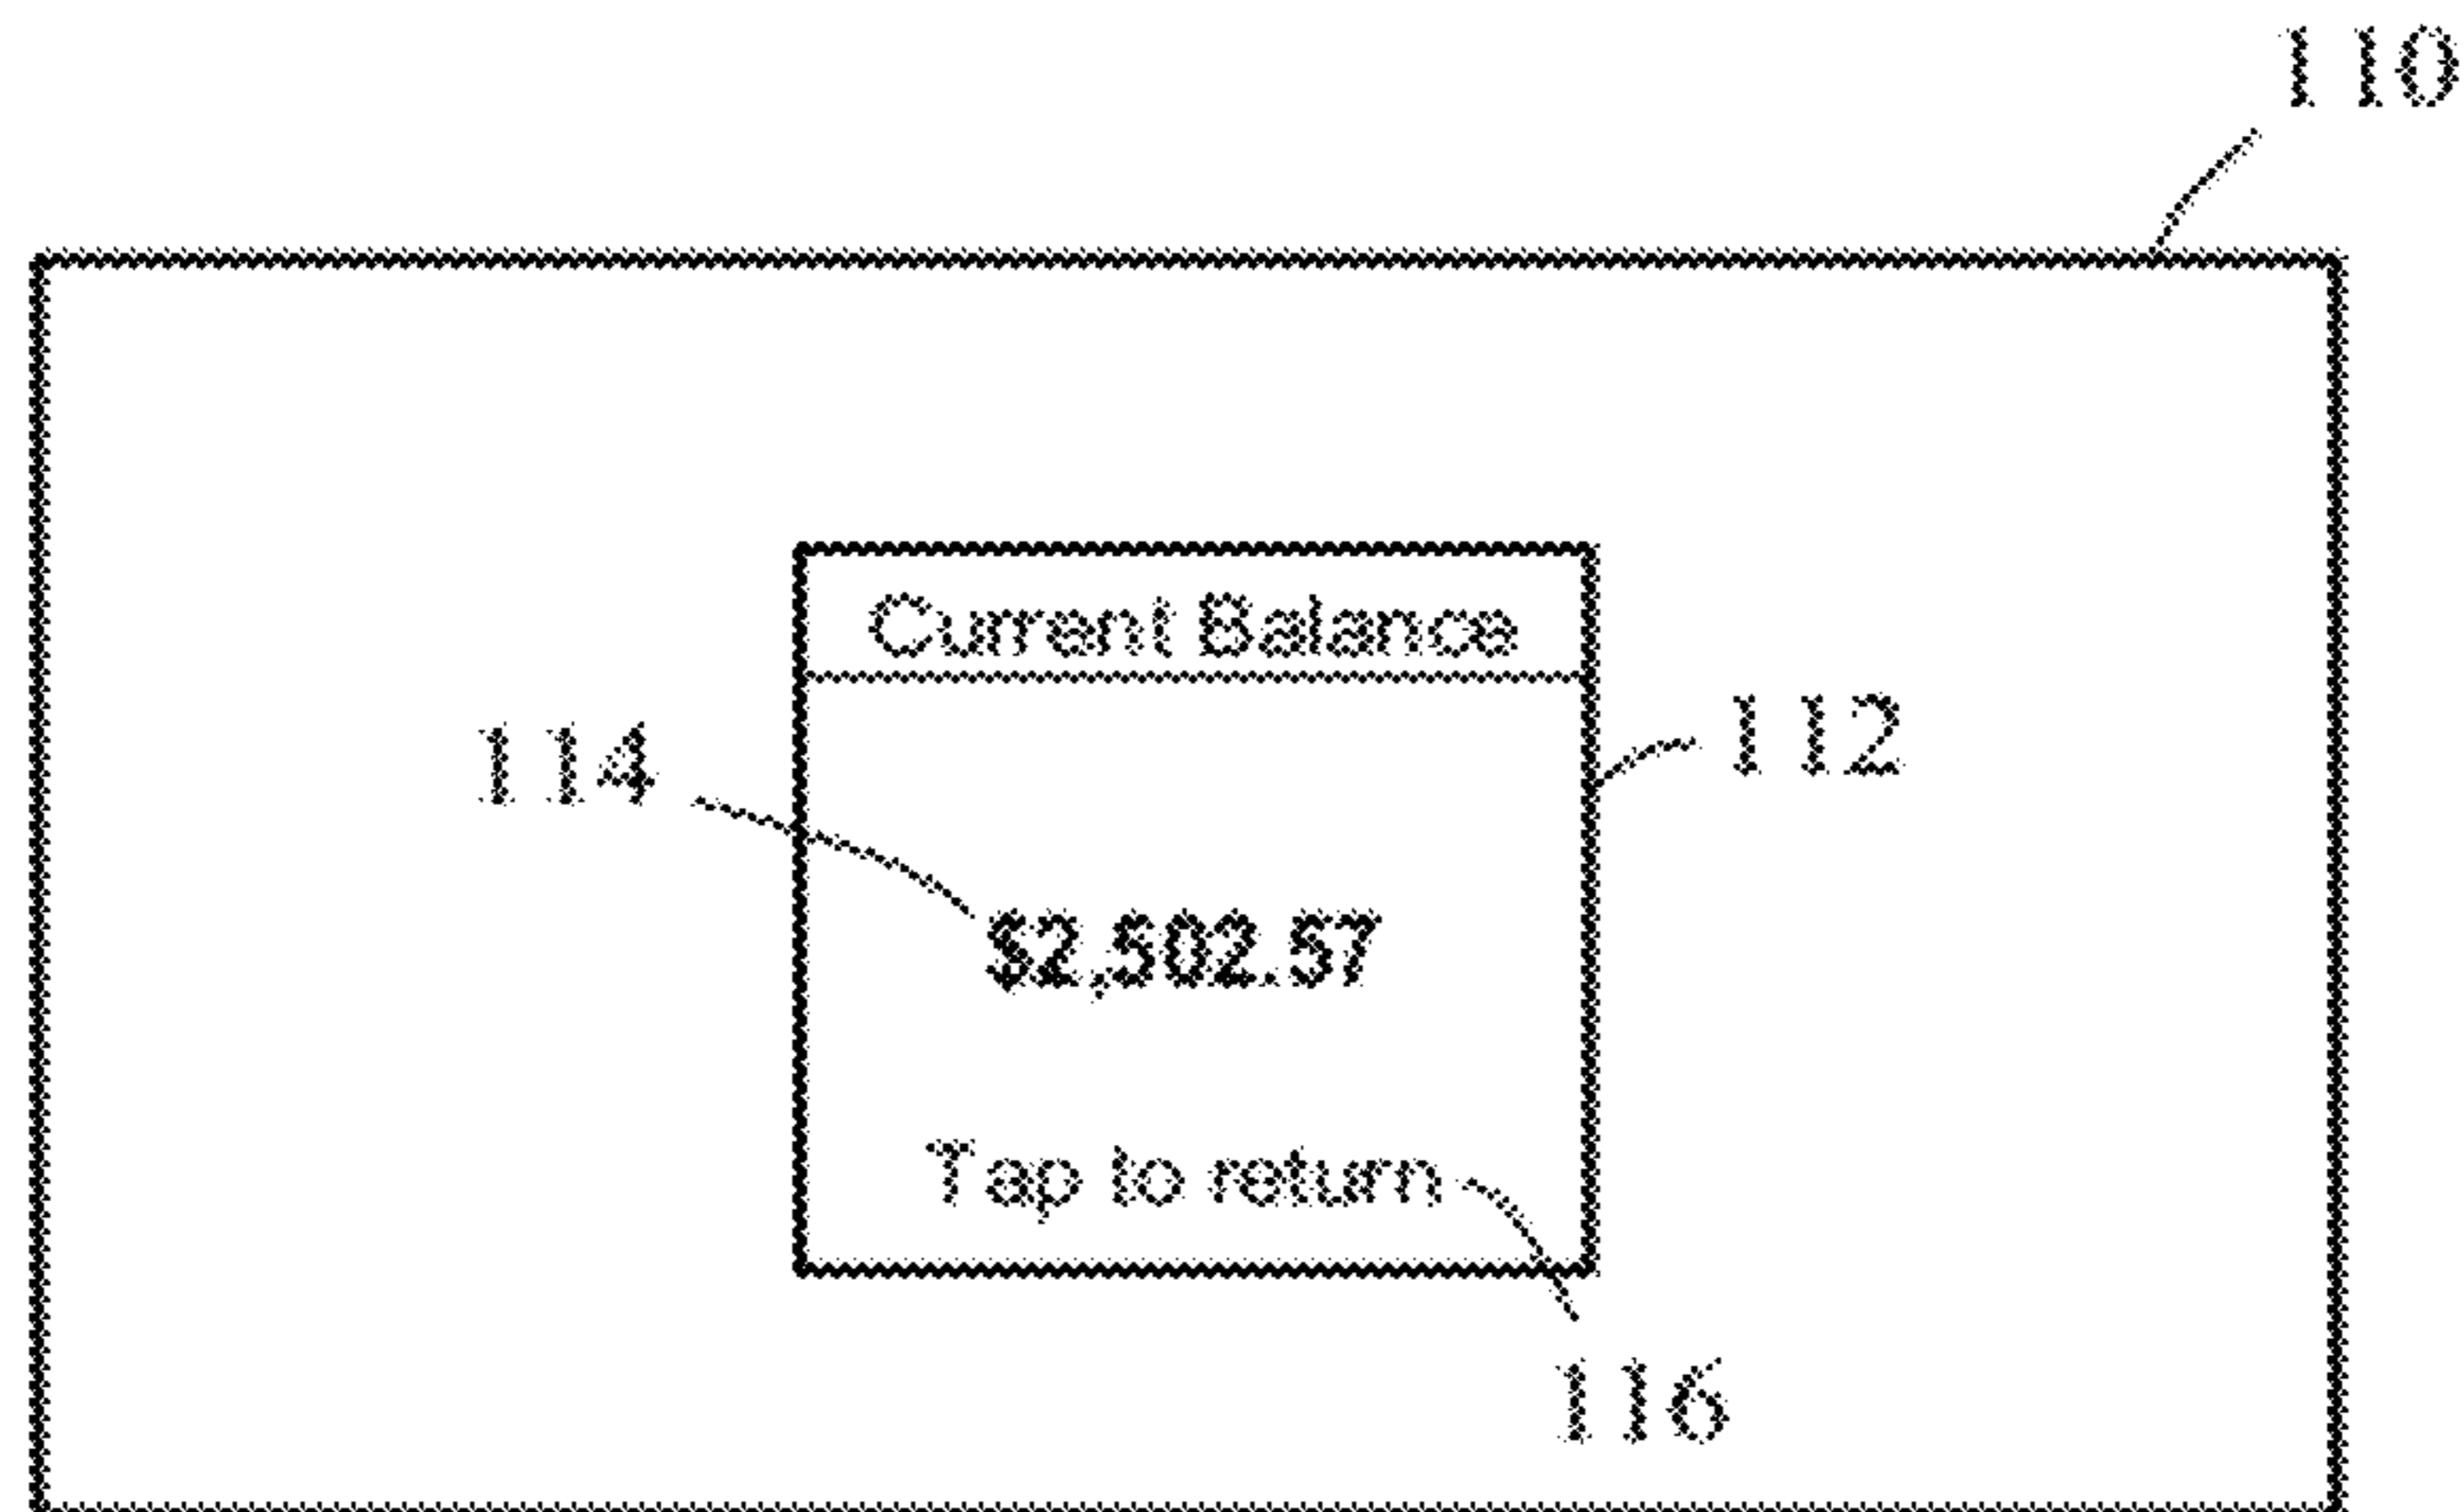 110
Current Balance
112
114
$2,502.57
Tap to return
116